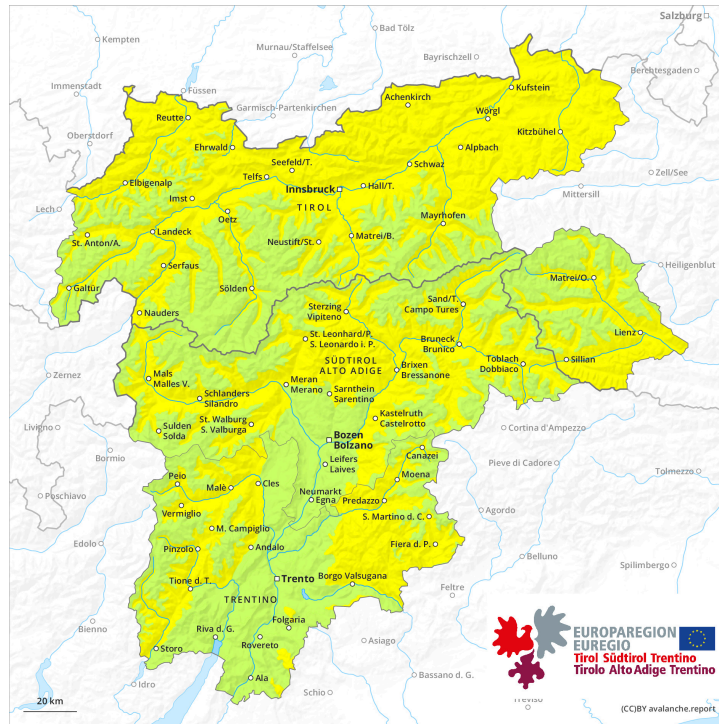 Salzburg
Kempten
Bad Tölz
Murnau/Staffelsee
Bayrischzell
Berchtesgaden
Immenstadt
Füssen
Kufstein
Garmisch-Partenkirchen
Achenkirch
Reutte
Wörgl
Oberstdorf
Ehrwald
Kitzbühel
Alpbach
Seefeld/T.
Schwaz
Zell/See
Telfs
Elbigenalp
Innsbruck
Hall/T.
Mittersill
Imst
TIROL
Lech
Oetz
Mayrhofen
Landeck
St. Anton/A.
Neustift/St.
Matrei/B.
Serfaus
Heiligenblut
Matrei/O.
Galtür
Sölden
Sand/T.
Campo Tures
Nauders
Sterzing
Vipiteno
Lienz
St. Leonhard/P.
S. Leonardo i. P.
Bruneck
Brunico
SÜDTIROL
ALTO ADIGE
Toblach
Dobbiaco
Sillian
Brixen
Bressanone
Zernez
Mals
Malles V.
Meran
Merano
Sarnthein
Sarentino
Schlanders
Silandro
St. Walburg
S. Valburga
Kastelruth
Castelrotto
Livigno
Sulden
Solda
Bozen
Bolzano
Cortina d'Ampezzo
Bormio
Canazei
Leifers
Laives
Pieve di Cadore
Tolmezzo
Peio
Moena
Malè
Cles
Poschiavo
Neumarkt
Egna
Predazzo
Vermiglio
Agordo
S. Martino d. C.
M. Campiglio
Edolo
Fiera d. P.
Pinzolo
Andalo
Belluno
Spilimbergo
Trento
Borgo Valsugana
Tione d. T.
Feltre
TRENTINO
Folgaria
Bienno
Riva d. G.
Rovereto
Asiago
Storo
Ala
Bassano d. G.
Idro
Schio
Treviso
EUROPAREGION
EUREGIO
Tirol Südtirol Trentino
Tirolo Alto Adige Trentino
20 km
(CC)BY avalanche.report